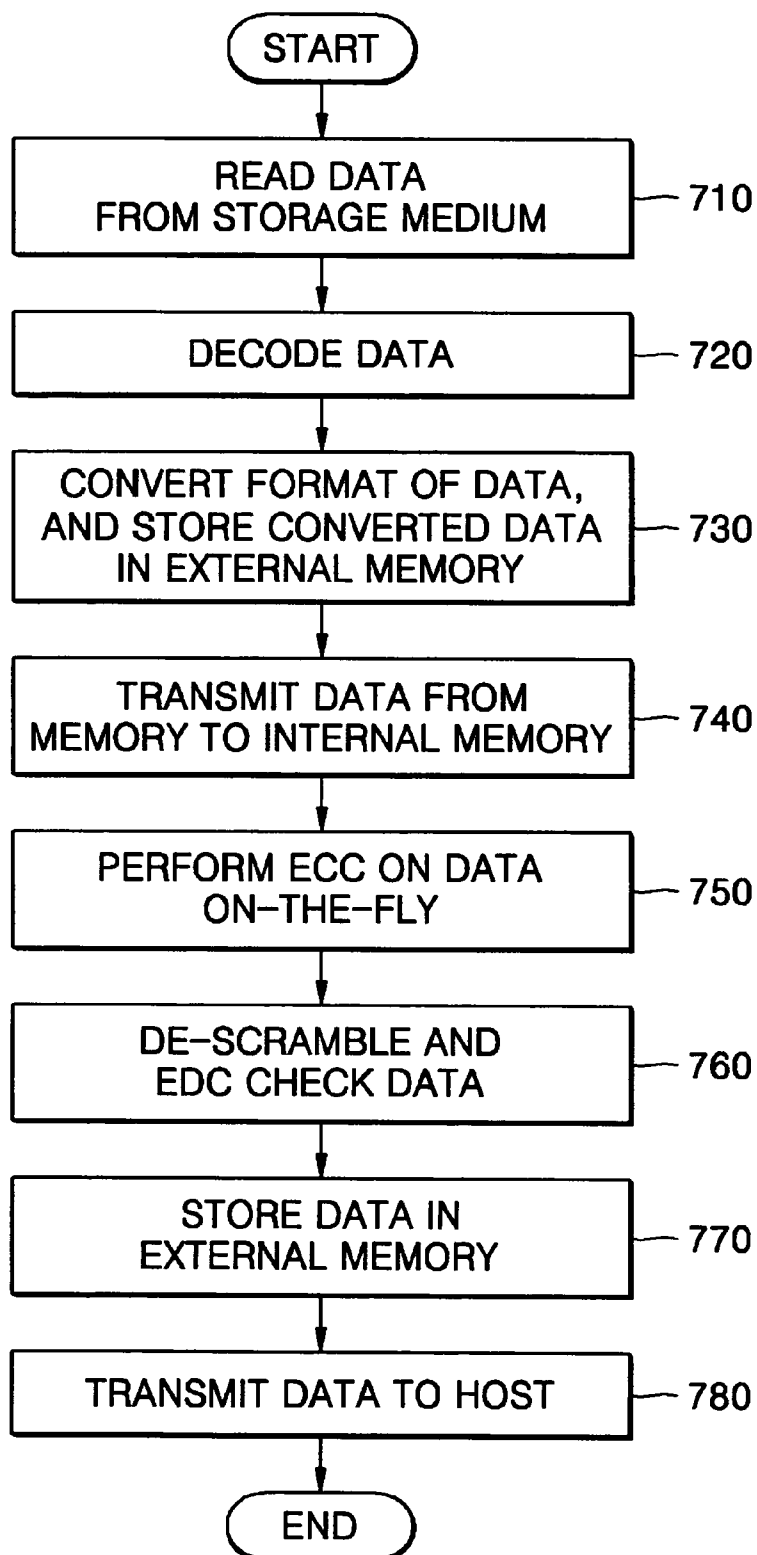 START
READ DATA
FROM STORAGE MEDIUM
710
DECODE DATA
720
CONVERT FORMAT OF DATA,
AND STORE CONVERTED DATA
IN EXTERNAL MEMORY
730
TRANSMIT DATA FROM
MEMORY TO INTERNAL MEMORY
740
PERFORM ECC ON DATA
ON-THE-FLY
750
DE-SCRAMBLE AND
EDC CHECK DATA
760
STORE DATA IN
EXTERNAL MEMORY
770
TRANSMIT DATA TO HOST
780
END